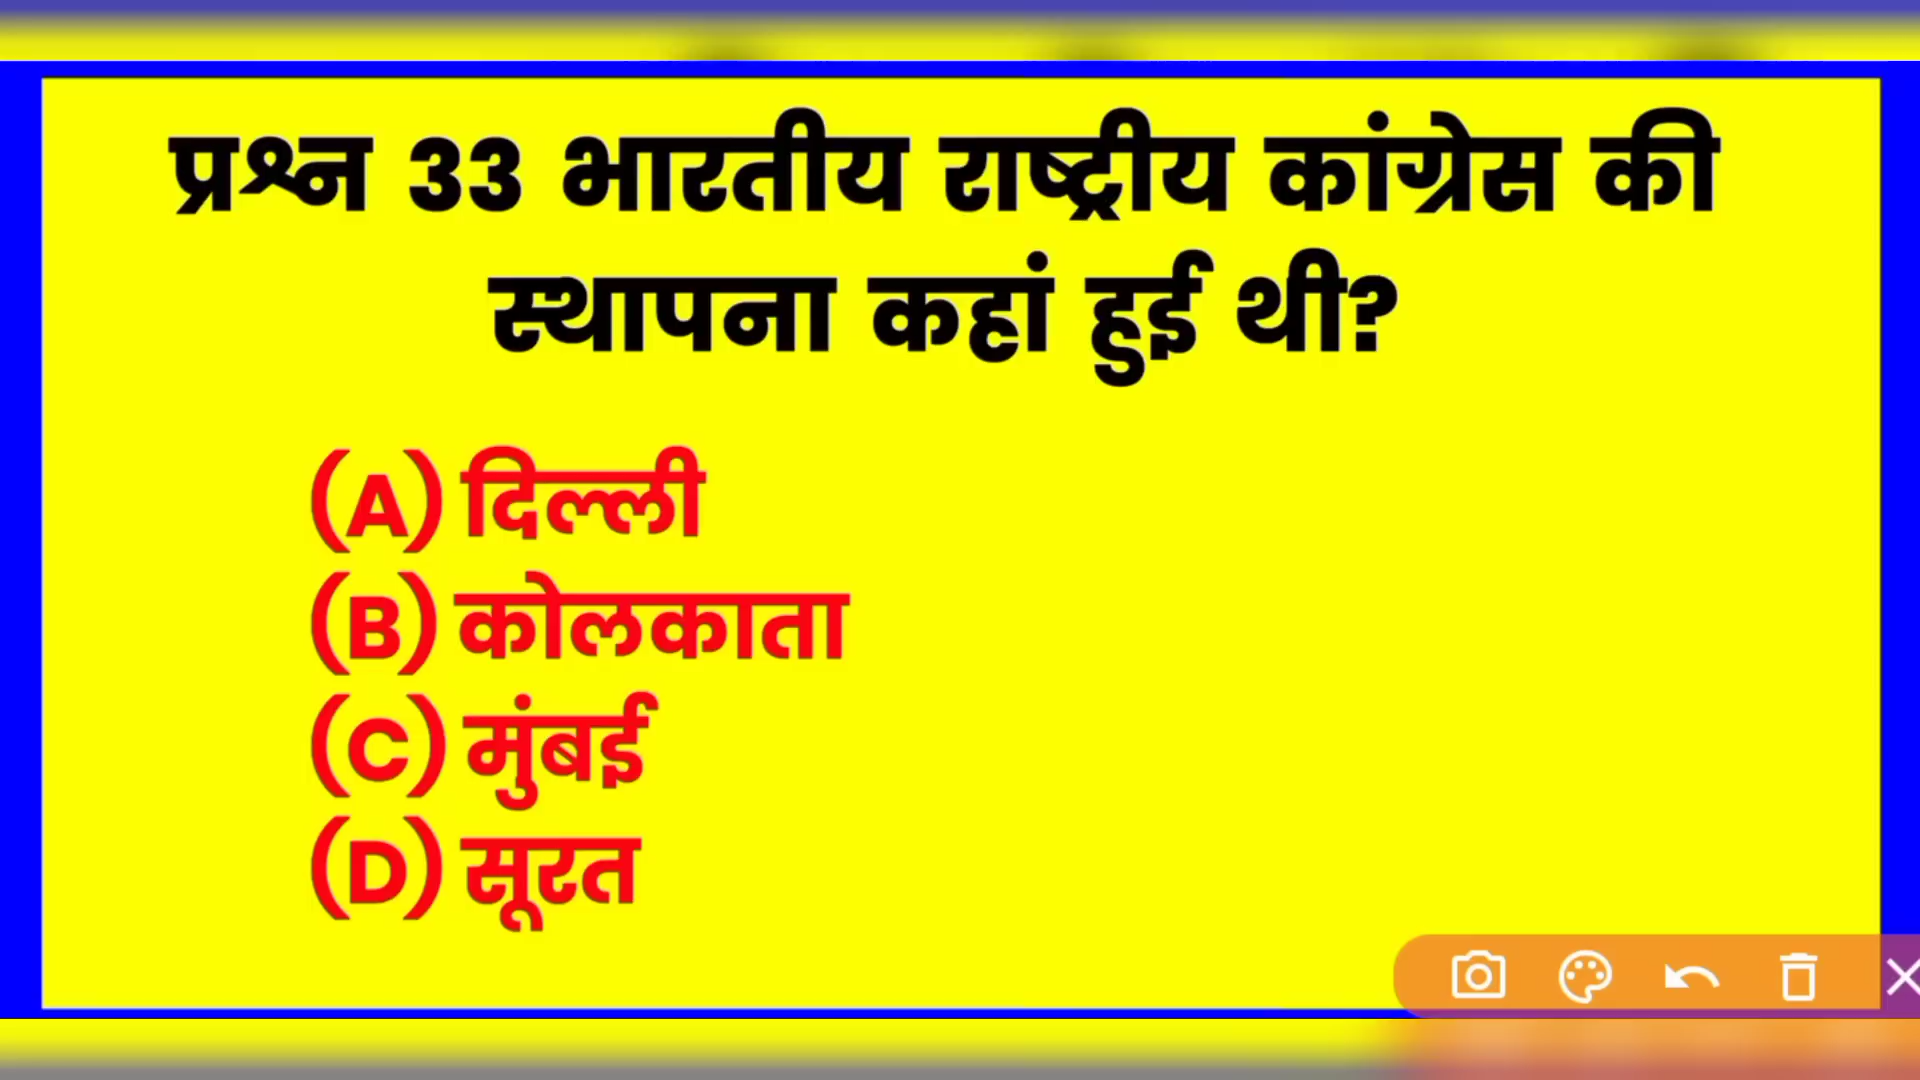 प्रश्न 33 भारतीय राष्ट्रीय कांग्रेस की
स्थापना कहां हुई थी?
(A) दिल्ली
(B) कोलकाता
(C) मुंबई
(D) सूरत